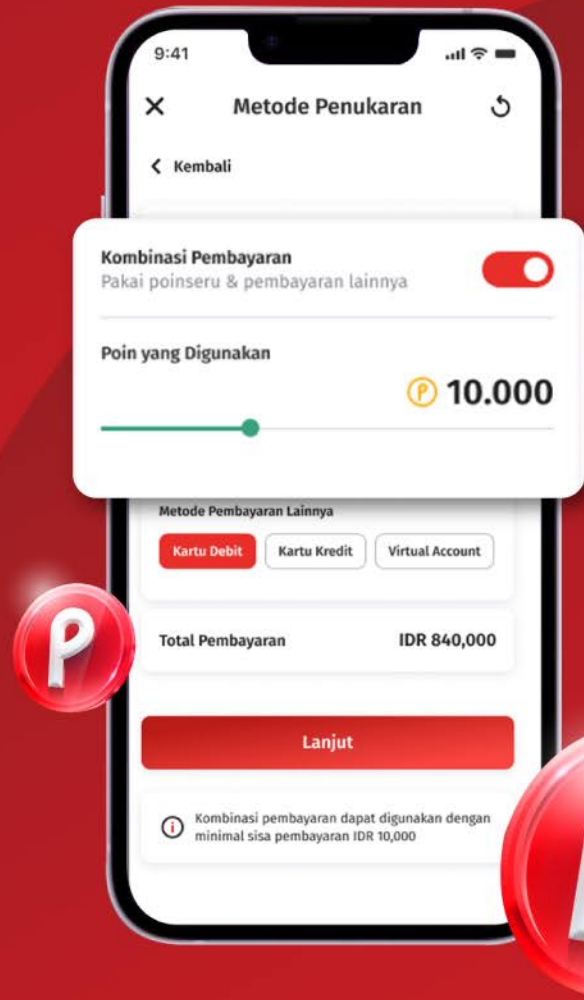 9:41
Metode Penukaran
Kembali
Kombinasi Pembayaran
Pakai poinseru & pembayaran lainnya
Poin yang Digunakan
P 10.000
Metode Pembayaran Lainnya
Kartu Debit Kartu Kredit Virtual Account
P
Total Pembayaran IDR 840,000
Lanjut
Kombinasi pembayaran dapat digunakan dengan
minimal sisa pembayaran IDR 10,000